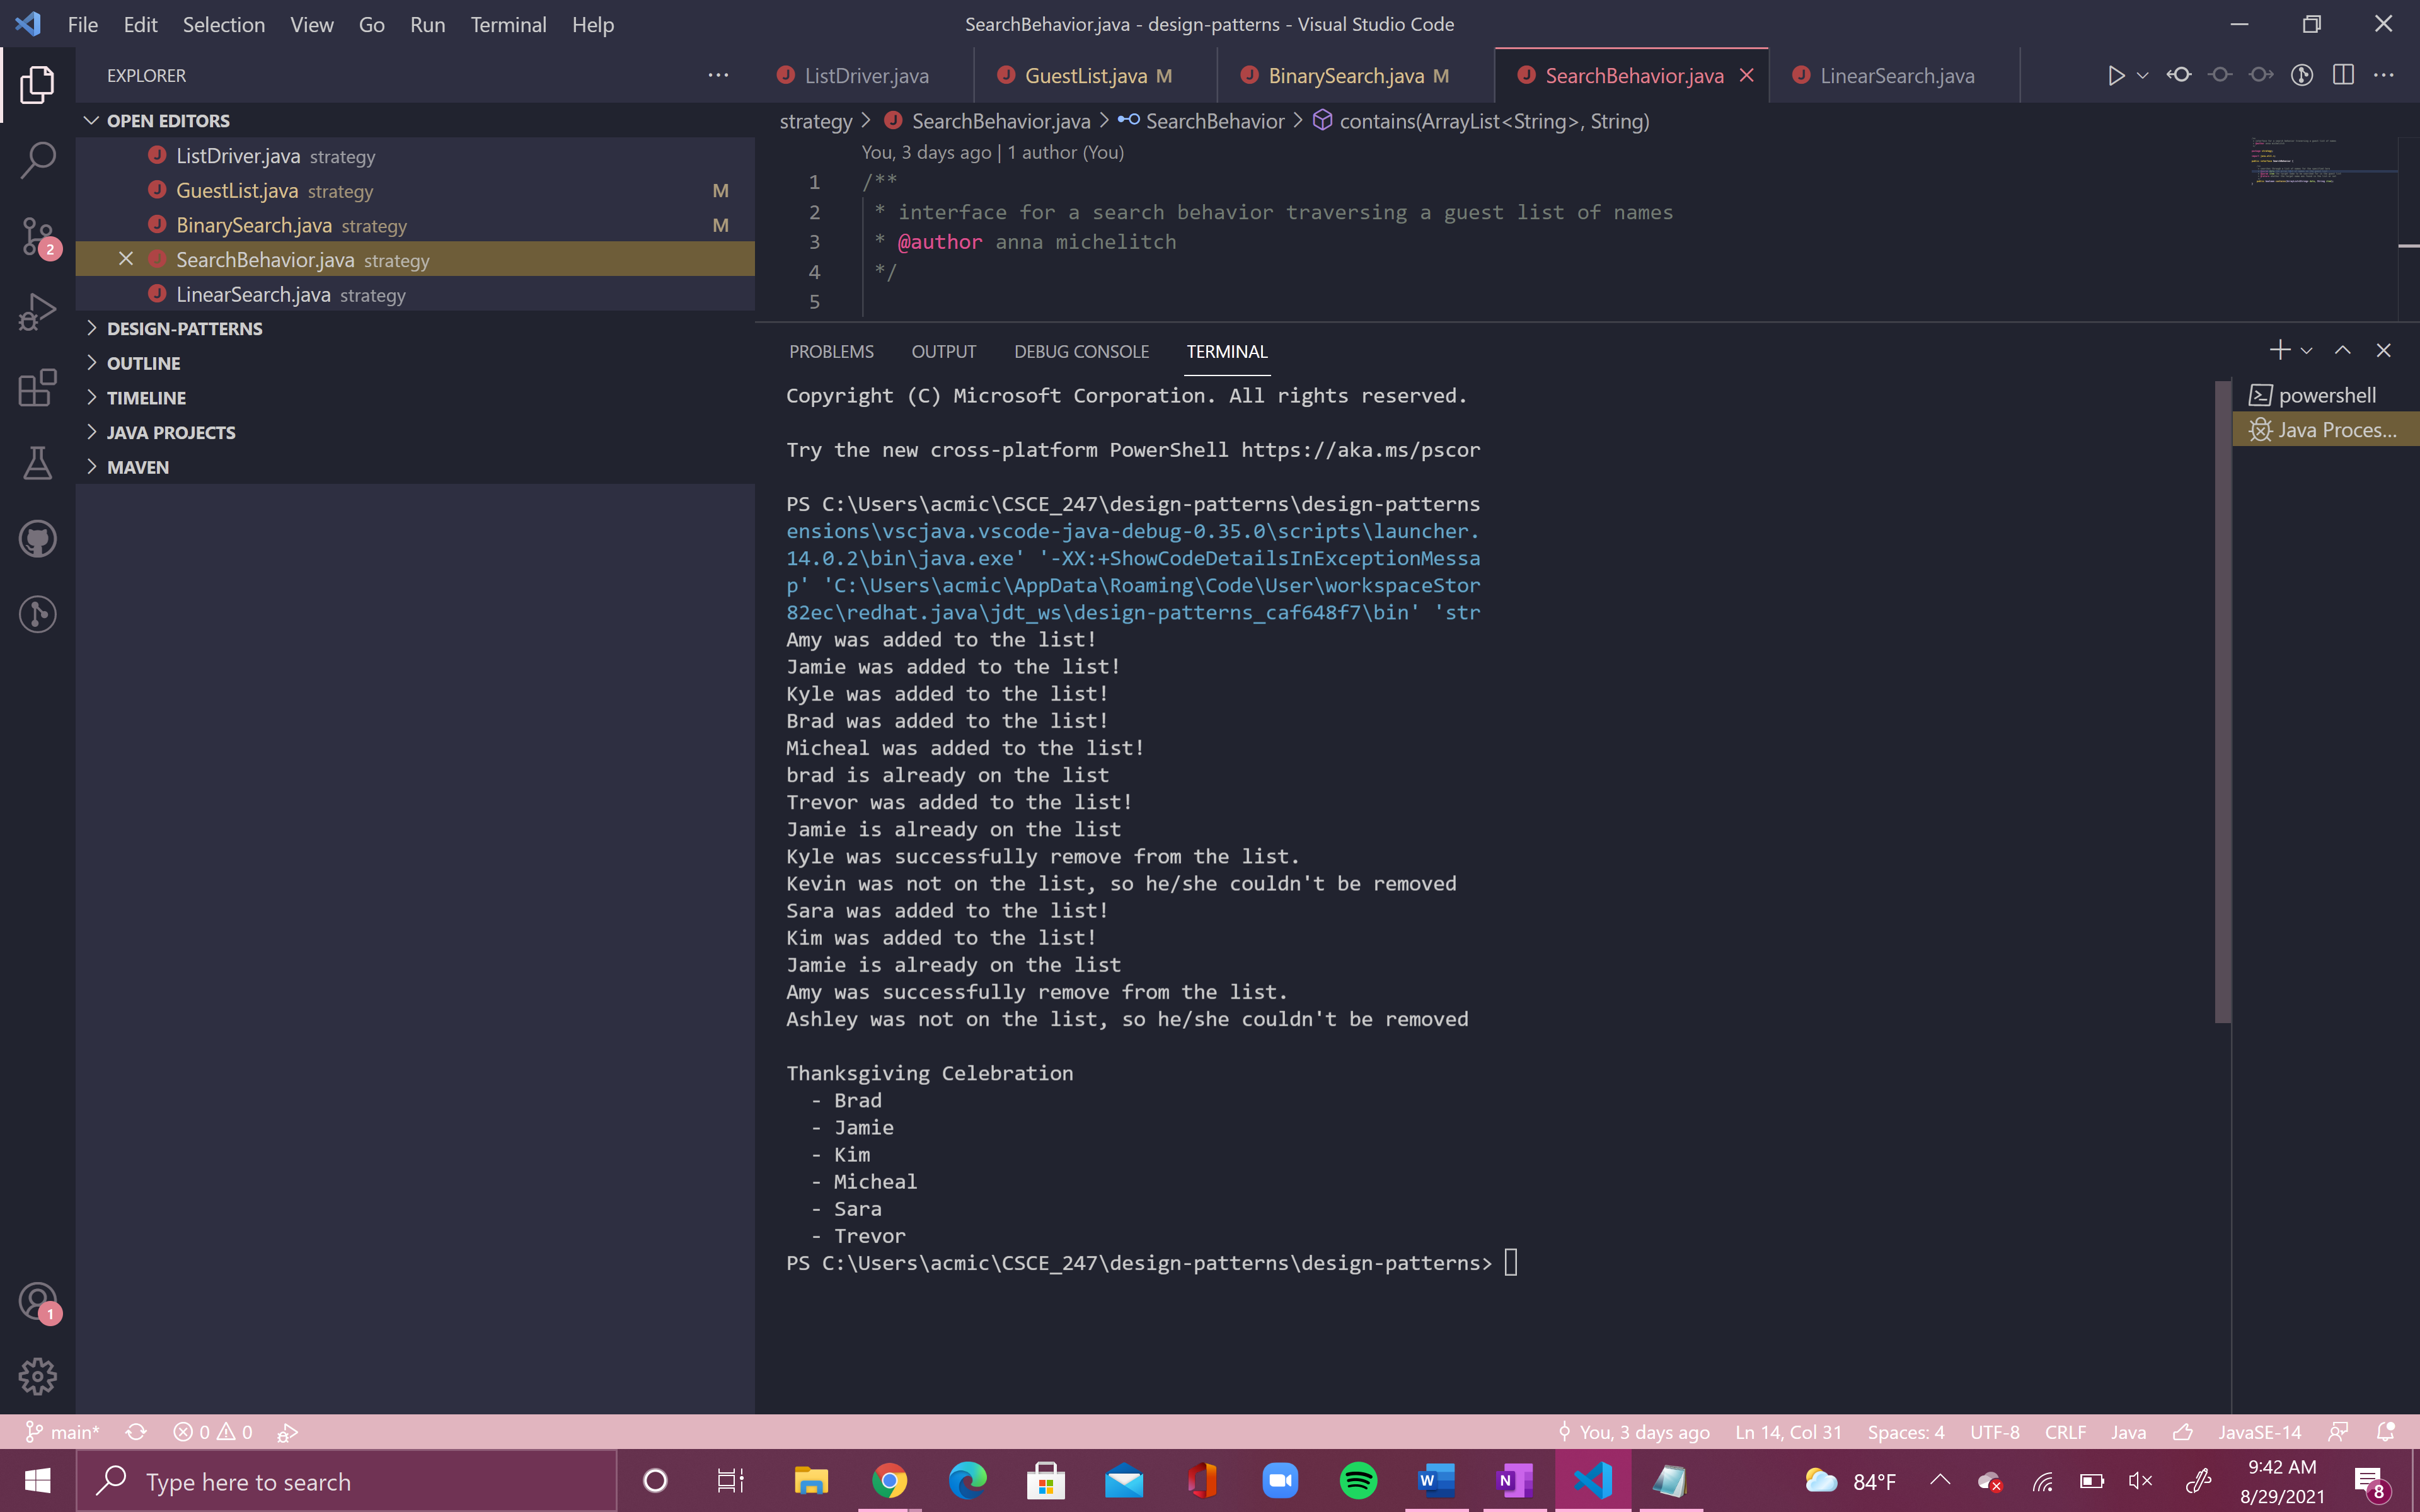 File Edit Selection View Go Run Terminal Help
SearchBehavior.java - design-patterns - Visual Studio Code
EXPLORER
OPEN EDITORS
ListDriver.java strategy
GuestList.java strategy M
BinarySearch.java strategy M
SearchBehavior.java strategy
LinearSearch.java strategy
DESIGN-PATTERNS
OUTLINE
TIMELINE
JAVA PROJECTS
MAVEN
2
1
ListDriver.java GuestList.java M BinarySearch.java M SearchBehavior.java LinearSearch.java
strategy > SearchBehavior.java > SearchBehavior > contains(ArrayList<String>, String)
You, 3 days ago | 1 author (You)
1 /**
2 * interface for a search behavior traversing a guest list of names
3 * @author anna michelitch
4 */
5
PROBLEMS OUTPUT DEBUG CONSOLE TERMINAL
powershell
Java Proces...
Copyright (C) Microsoft Corporation. All rights reserved.
Try the new cross-platform PowerShell https://aka.ms/pscor
PS C:\Users\acmic\CSCE_247\design-patterns\design-patterns
ensions\vscjava.vscode-java-debug-0.35.0\scripts\launcher.
14.0.2\bin\java.exe' '-XX:+ShowCodeDetailsInExceptionMessa
p' 'C:\Users\acmic\AppData\Roaming\Code\User\workspaceStor
82ec\redhat.java\jdt_ws\design-patterns_caf648f7\bin' 'str
Amy was added to the list!
Jamie was added to the list!
Kyle was added to the list!
Brad was added to the list!
Micheal was added to the list!
brad is already on the list
Trevor was added to the list!
Jamie is already on the list
Kyle was successfully remove from the list.
Kevin was not on the list, so he/she couldn't be removed
Sara was added to the list!
Kim was added to the list!
Jamie is already on the list
Amy was successfully remove from the list.
Ashley was not on the list, so he/she couldn't be removed
Thanksgiving Celebration
- Brad
- Jamie
- Kim
- Micheal
- Sara
- Trevor
PS C:\Users\acmic\CSCE_247\design-patterns\design-patterns>
main* 0 0 You, 3 days ago Ln 14, Col 31 Spaces: 4 UTF-8 CRLF Java JavaSE-14
Type here to search
84°F
9:42 AM
8/29/2021
8